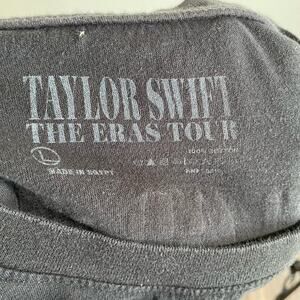 TAYLOR SWIFT
THE ERAS TOUR
L
100% COTTON
MADE IN EGYPT